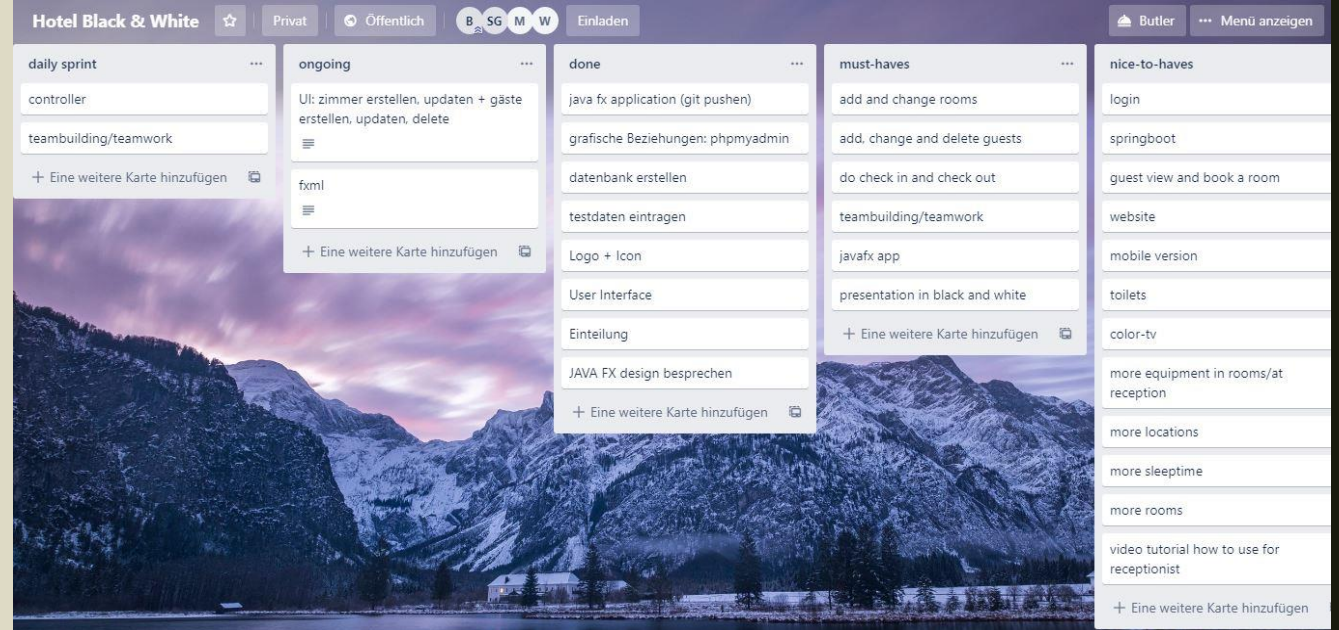 Hotel Black & White
Privat
Öffentlich
B SG M W
Einladen
Butler
Menü anzeigen
daily sprint
controller
teambuilding/teamwork
+ Eine weitere Karte hinzufügen
ongoing
UI: zimmer erstellen, updaten + gäste
erstellen, updaten, delete
fxml
+ Eine weitere Karte hinzufügen
done
java fx application (git pushen)
grafische Beziehungen: phpmyadmin
datenbank erstellen
testdaten eintragen
Logo + Icon
User Interface
Einteilung
JAVA FX design besprechen
+ Eine weitere Karte hinzufügen
must-haves
add and change rooms
add, change and delete guests
do check in and check out
teambuilding/teamwork
javafx app
presentation in black and white
+ Eine weitere Karte hinzufügen
nice-to-haves
login
springboot
guest view and book a room
website
mobile version
toilets
color-tv
more equipment in rooms/at
reception
more locations
more sleeptime
more rooms
video tutorial how to use for
receptionist
+ Eine weitere Karte hinzufügen